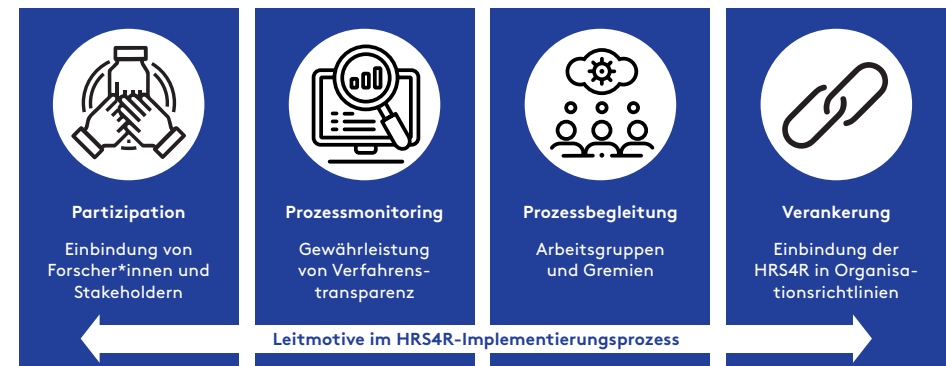 Partizipation
Einbindung von
Forscher*innen und
Stakeholdern
Prozessmonitoring
Gewährleistung
von Verfahrens-
transparenz
Prozessbegleitung
Arbeitsgruppen
und Gremien
Verankerung
Einbindung der
HRS4R in Organisa-
tionsrichtlinien
Leitmotive im HRS4R-Implementierungsprozess